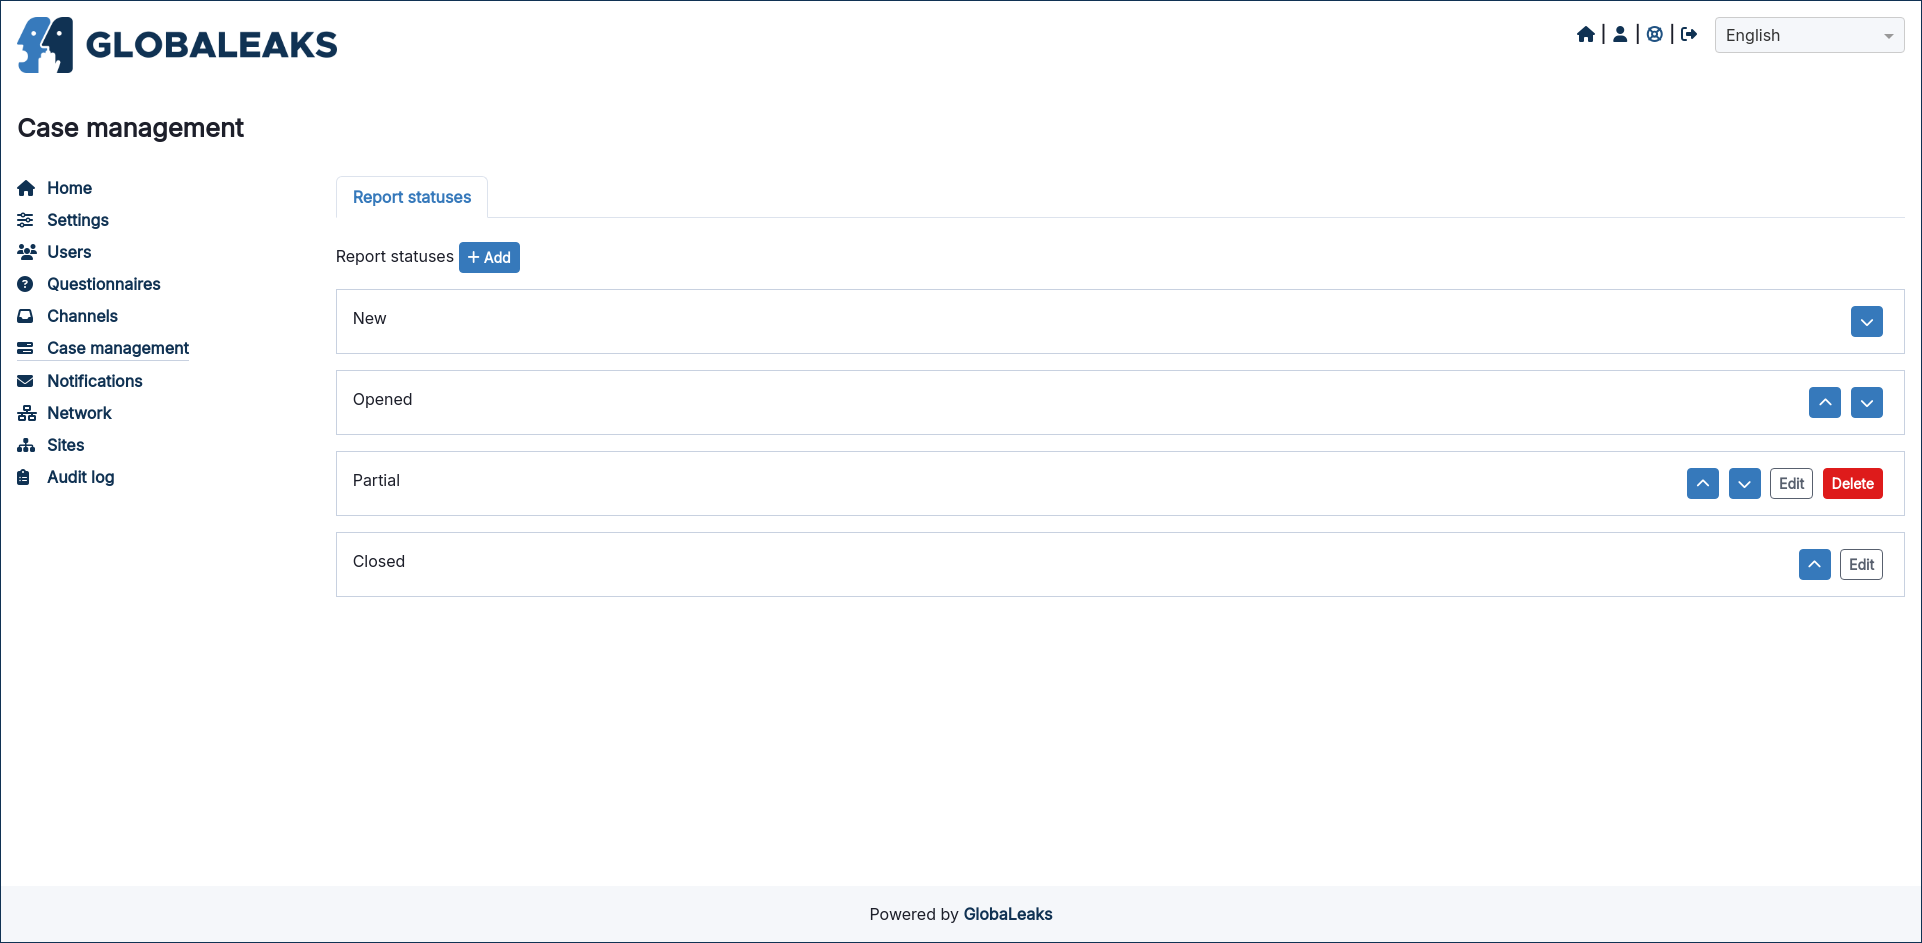 GLOBALEAKS
English
Case management
Home
Settings
Users
Questionnaires
Channels
Case management
Notifications
Network
Sites
Audit log
Report statuses
Report statuses + Add
New
Opened
Partial Edit Delete
Closed Edit
Powered by GlobaLeaks